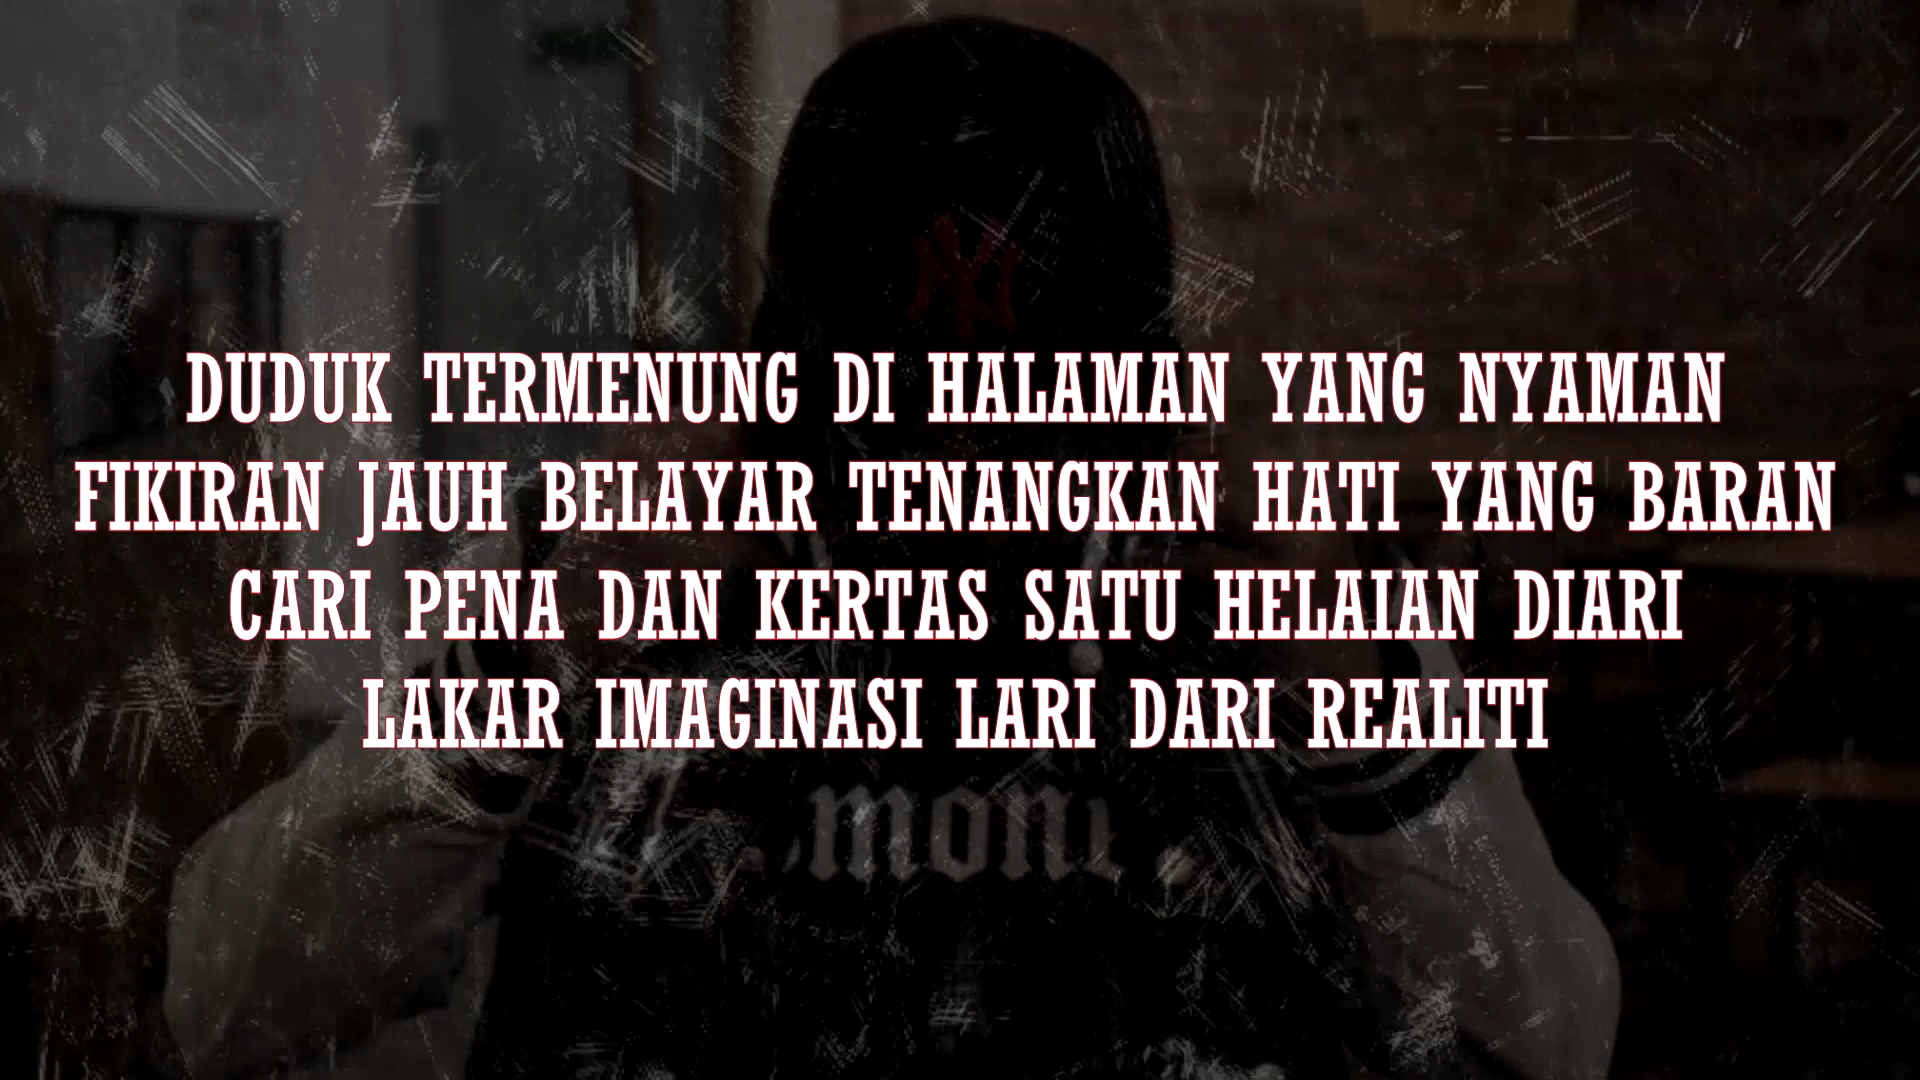 DUDUK TERMENUNG DI HALAMAN YANG NYAMAN
FIKIRAN JAUH BELAYAR TENANGKAN HATI YANG BARAN
CARI PENA DAN KERTAS SATU HELAIAN DIARI
LAKAR IMAGINASI LARI DARI REALITI